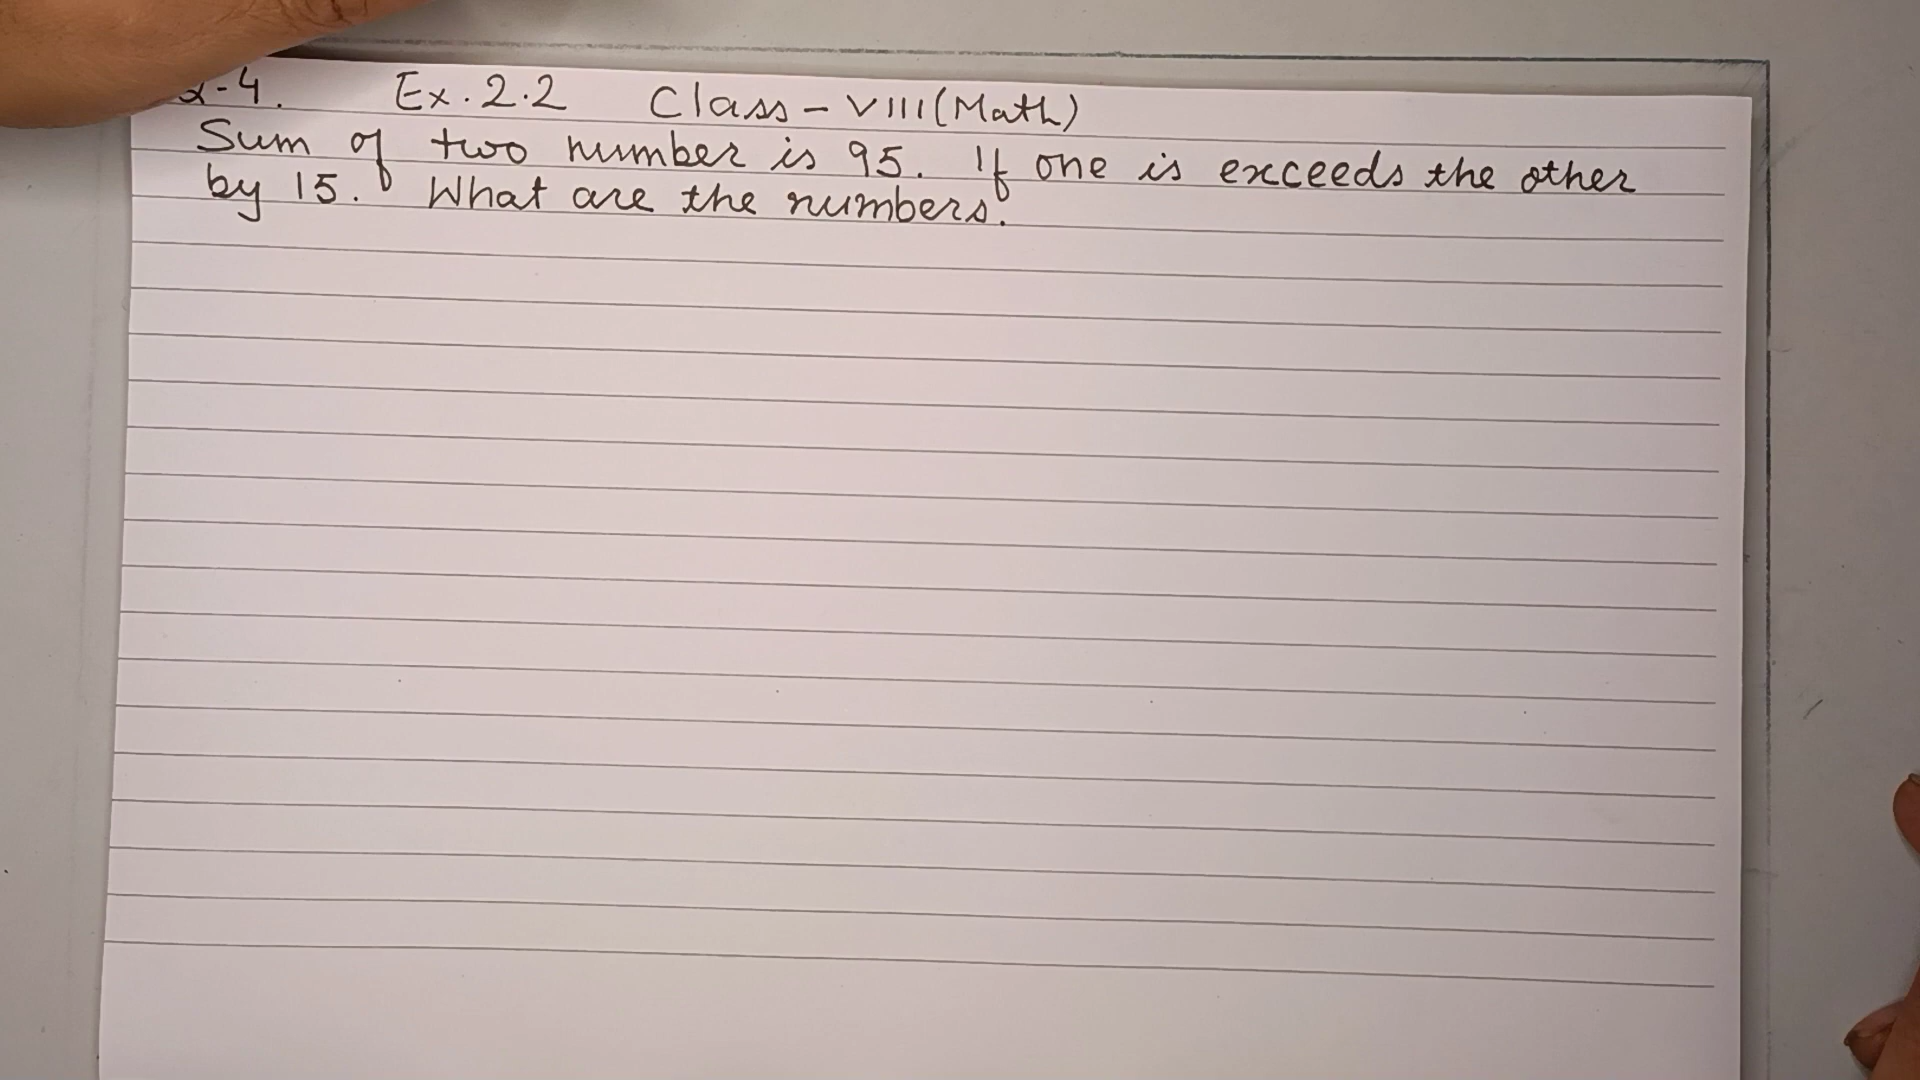 Q-4. Ex. 2.2 Class - VIII (Math)
Sum of two number is 95. If one is exceeds the other
by 15. What are the numbers.